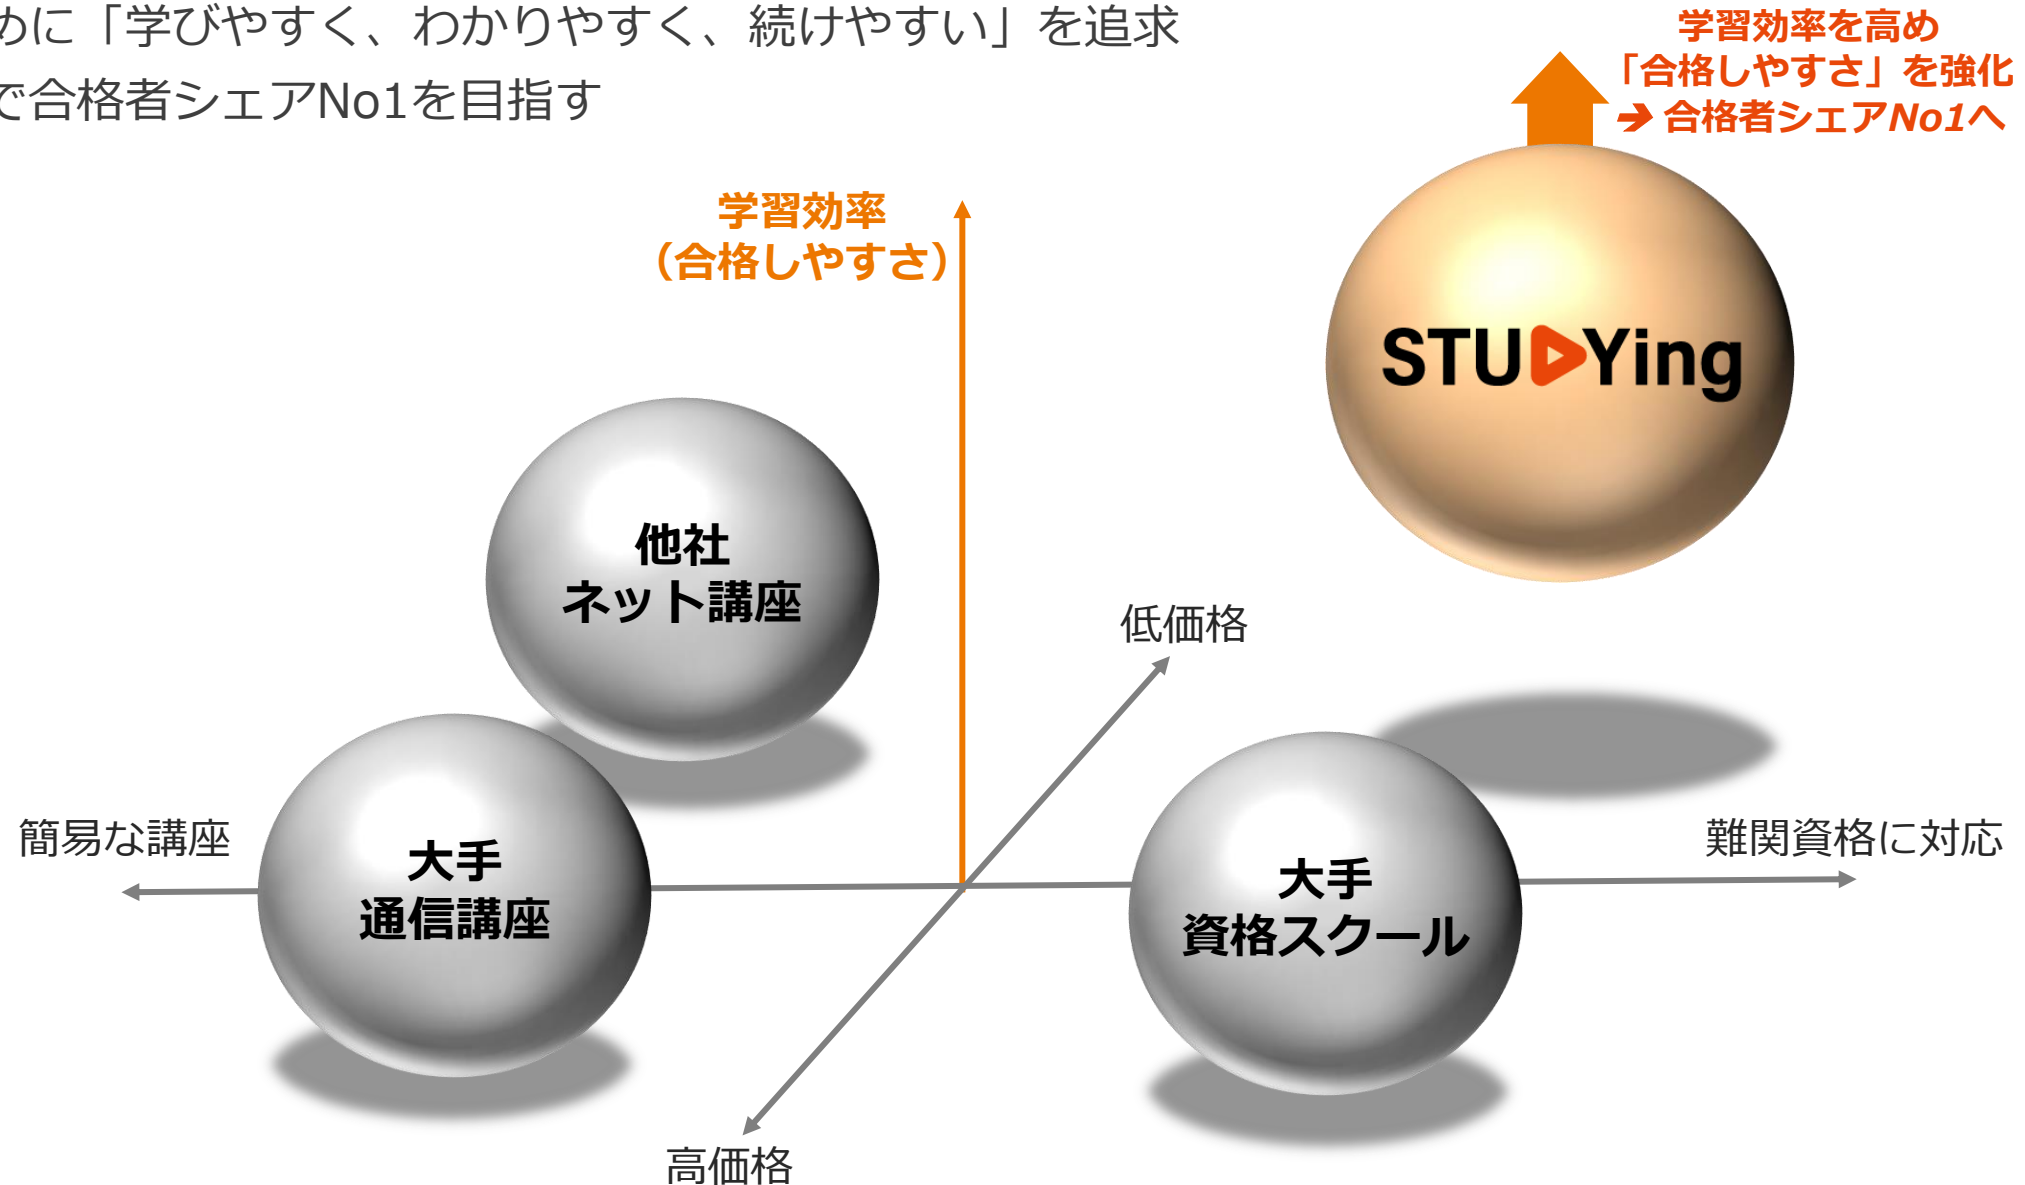 めに「学びやすく、わかりやすく、続けやすい」を追求
で合格者シェアNo1を目指す
学習効率を高め
「合格しやすさ」を強化
➔ 合格者シェアNo1へ
学習効率
（合格しやすさ）
STUDYing
他社
ネット講座
低価格
簡易な講座
難関資格に対応
大手
通信講座
大手
資格スクール
高価格